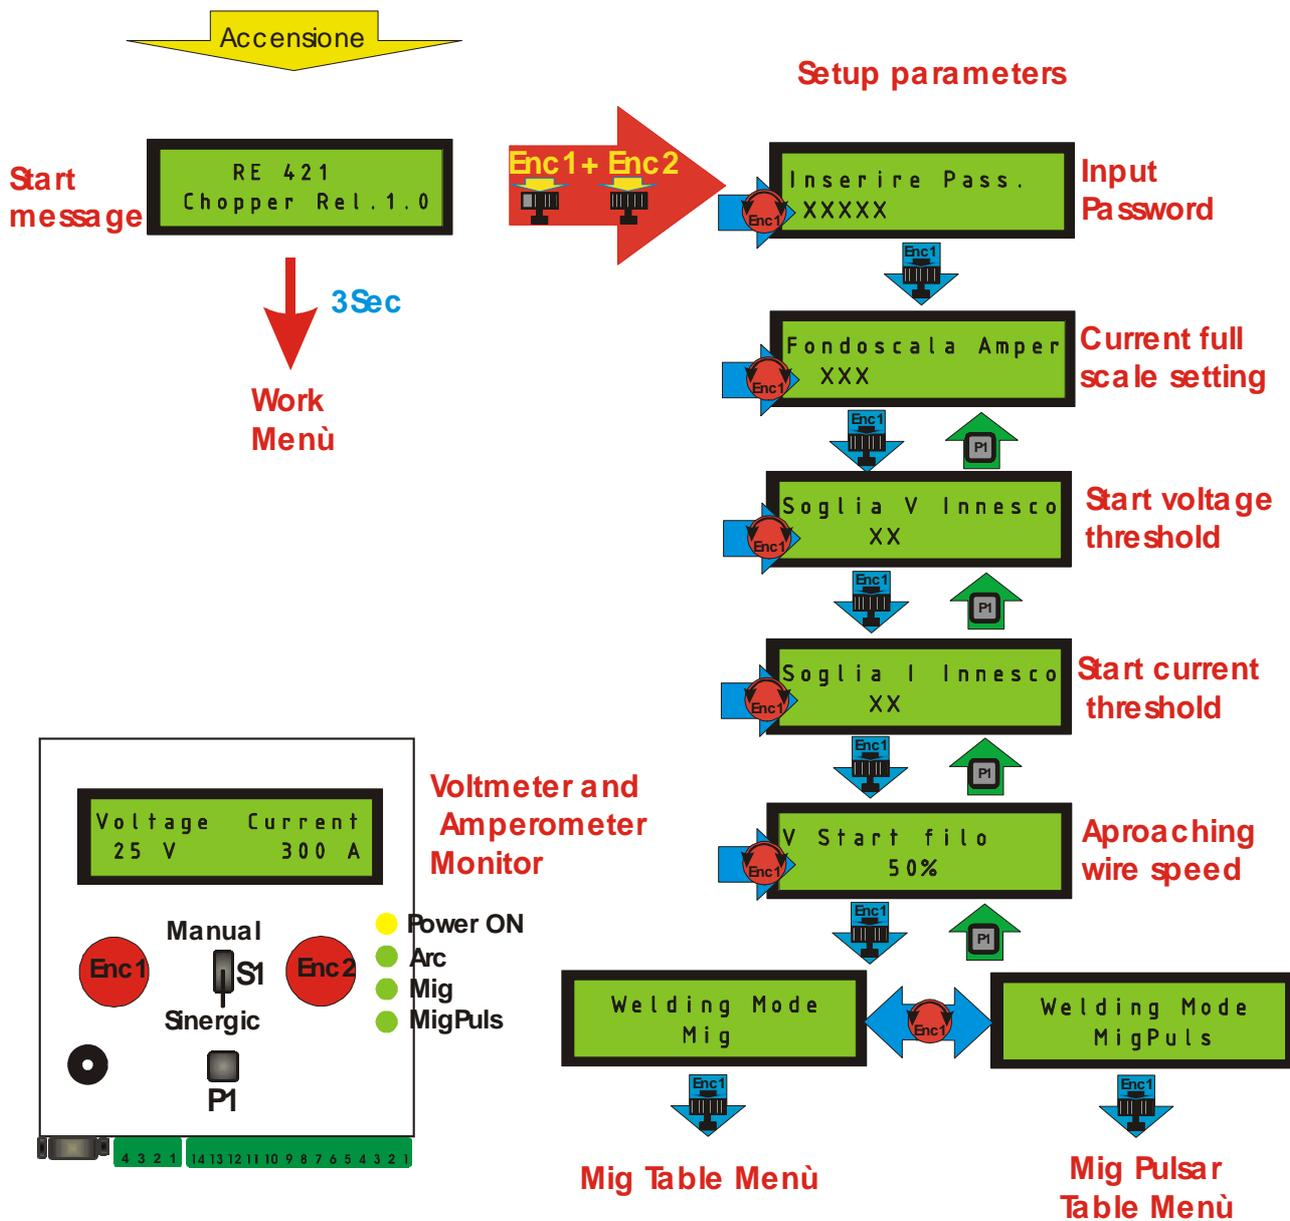 Accensione
Setup parameters
Start
message
RE 421
Chopper Rel.1.0
Enc1 + Enc2
Inserire Pass.
XXXXX
Enc1
Input
Password
Enc1
3Sec
Work
Menù
Fondoscala Amper
XXX
Enc1
Current full
scale setting
Enc1
P1
Soglia V Innesco
XX
Enc1
Start voltage
threshold
Enc1
P1
Soglia I Innesco
XX
Enc1
Start current
threshold
Enc1
P1
V Start filo
50%
Enc1
Aproaching
wire speed
Enc1
P1
Welding Mode
Mig
Enc1
Welding Mode
MigPuls
Enc1
Enc1
Mig Table Menù
Mig Pulsar
Table Menù
Voltage Current
25 V 300 A
Voltmeter and
Amperometer
Monitor
Enc1
Manual
S1
Sinergic
Enc2
Power ON
Arc
Mig
MigPuls
P1
4 3 2 1
14 13 12 11 10 9 8 7 6 5 4 3 2 1